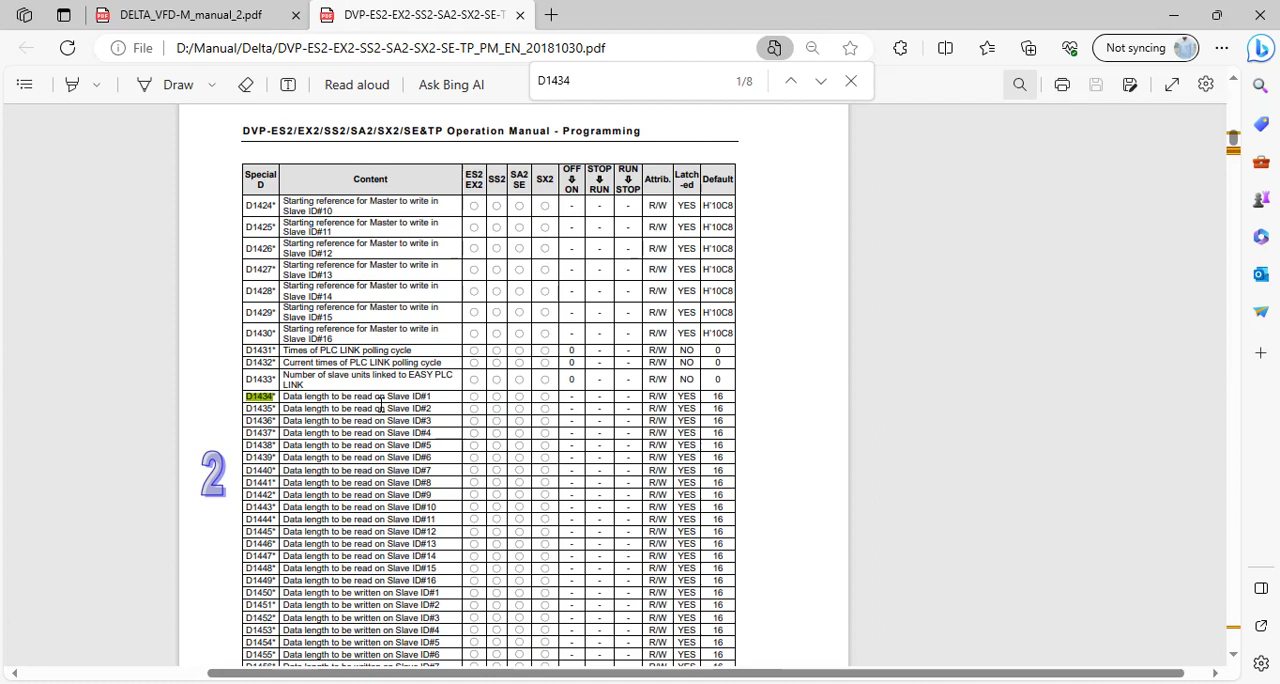 DELTA_VFD-M_manual_2.pdf
DVP-ES2-EX2-SS2-SA2-SX2-SE-T
File D:/Manual/Delta/DVP-ES2-EX2-SS2-SA2-SX2-SE-TP_PM_EN_20181030.pdf
Not syncing
Draw
Read aloud
Ask Bing AI
D1434 1/8
DVP-ES2/EX2/SS2/SA2/SX2/SE&TP Operation Manual - Programming
Special D Content ES2 EX2 SS2 SA2 SE SX2 OFF ⇩ ON STOP ⇩ RUN RUN ⇩ STOP Attrib. Latch-ed Default
D1424* Starting reference for Master to write in Slave ID#10 ○ ○ ○ ○ - - - R/W YES H'10C8
D1425* Starting reference for Master to write in Slave ID#11 ○ ○ ○ ○ - - - R/W YES H'10C8
D1426* Starting reference for Master to write in Slave ID#12 ○ ○ ○ ○ - - - R/W YES H'10C8
D1427* Starting reference for Master to write in Slave ID#13 ○ ○ ○ ○ - - - R/W YES H'10C8
D1428* Starting reference for Master to write in Slave ID#14 ○ ○ ○ ○ - - - R/W YES H'10C8
D1429* Starting reference for Master to write in Slave ID#15 ○ ○ ○ ○ - - - R/W YES H'10C8
D1430* Starting reference for Master to write in Slave ID#16 ○ ○ ○ ○ - - - R/W YES H'10C8
D1431* Times of PLC LINK polling cycle ○ ○ ○ ○ 0 - - R/W NO 0
D1432* Current times of PLC LINK polling cycle ○ ○ ○ ○ 0 - - R/W NO 0
D1433* Number of slave units linked to EASY PLC LINK ○ ○ ○ ○ 0 - - R/W NO 0
D1434* Data length to be read on Slave ID#1 ○ ○ ○ ○ - - - R/W YES 16
D1435* Data length to be read on Slave ID#2 ○ ○ ○ ○ - - - R/W YES 16
D1436* Data length to be read on Slave ID#3 ○ ○ ○ ○ - - - R/W YES 16
D1437* Data length to be read on Slave ID#4 ○ ○ ○ ○ - - - R/W YES 16
D1438* Data length to be read on Slave ID#5 ○ ○ ○ ○ - - - R/W YES 16
D1439* Data length to be read on Slave ID#6 ○ ○ ○ ○ - - - R/W YES 16
D1440* Data length to be read on Slave ID#7 ○ ○ ○ ○ - - - R/W YES 16
D1441* Data length to be read on Slave ID#8 ○ ○ ○ ○ - - - R/W YES 16
D1442* Data length to be read on Slave ID#9 ○ ○ ○ ○ - - - R/W YES 16
D1443* Data length to be read on Slave ID#10 ○ ○ ○ ○ - - - R/W YES 16
D1444* Data length to be read on Slave ID#11 ○ ○ ○ ○ - - - R/W YES 16
D1445* Data length to be read on Slave ID#12 ○ ○ ○ ○ - - - R/W YES 16
D1446* Data length to be read on Slave ID#13 ○ ○ ○ ○ - - - R/W YES 16
D1447* Data length to be read on Slave ID#14 ○ ○ ○ ○ - - - R/W YES 16
D1448* Data length to be read on Slave ID#15 ○ ○ ○ ○ - - - R/W YES 16
D1449* Data length to be read on Slave ID#16 ○ ○ ○ ○ - - - R/W YES 16
D1450* Data length to be written on Slave ID#1 ○ ○ ○ ○ - - - R/W YES 16
D1451* Data length to be written on Slave ID#2 ○ ○ ○ ○ - - - R/W YES 16
D1452* Data length to be written on Slave ID#3 ○ ○ ○ ○ - - - R/W YES 16
D1453* Data length to be written on Slave ID#4 ○ ○ ○ ○ - - - R/W YES 16
D1454* Data length to be written on Slave ID#5 ○ ○ ○ ○ - - - R/W YES 16
D1455* Data length to be written on Slave ID#6 ○ ○ ○ ○ - - - R/W YES 16
2